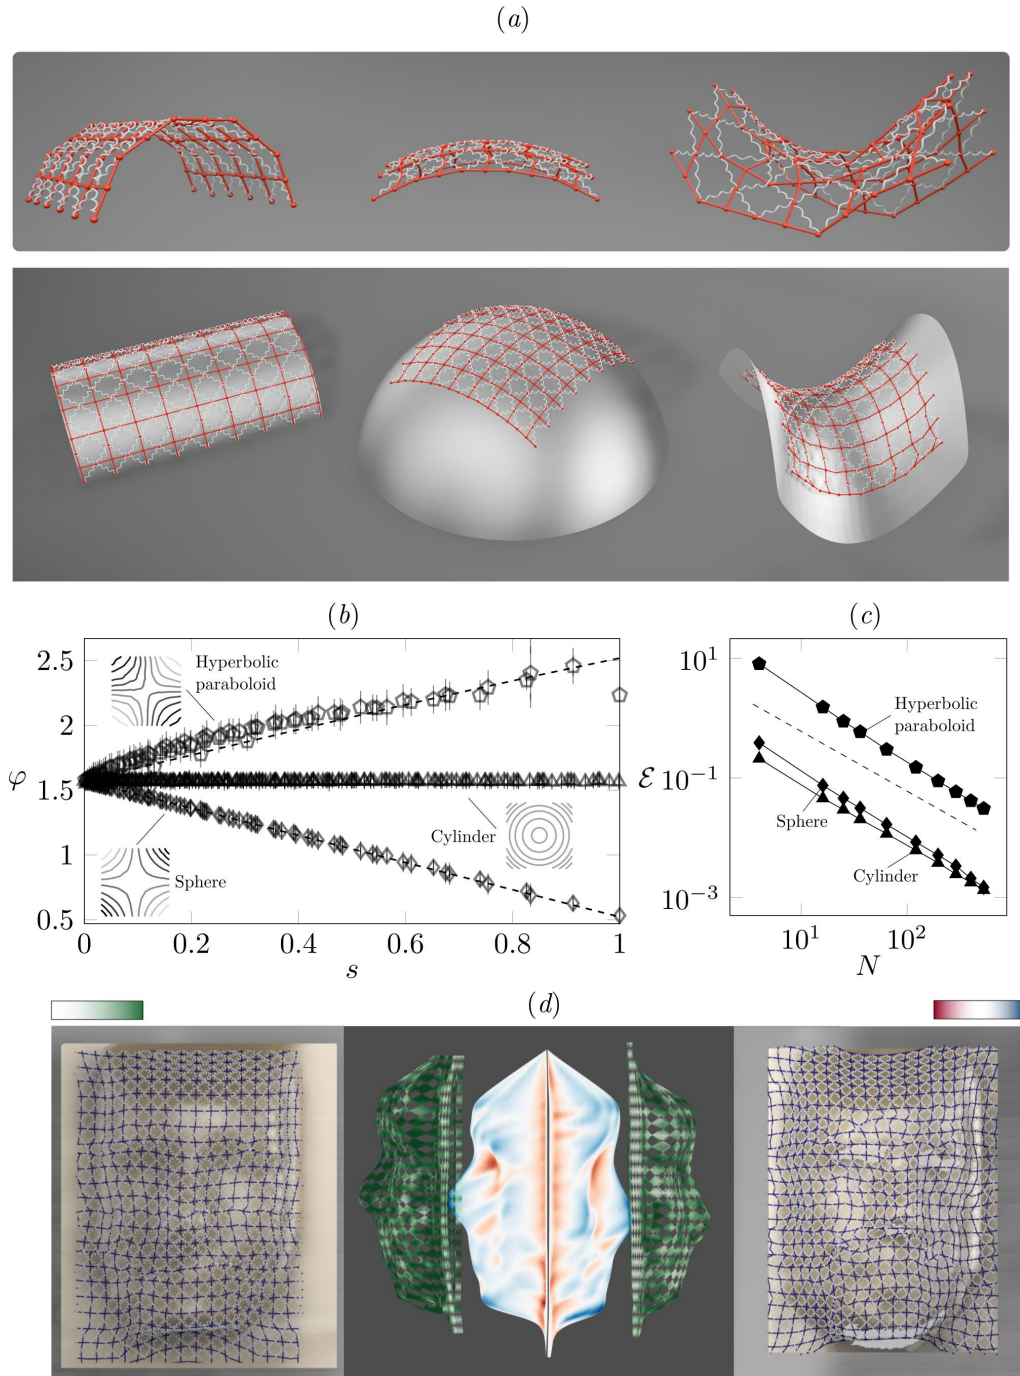 (a)
(b)
(c)
2.5
2
1.5
1
0.5
φ
Hyperbolic
paraboloid
Cylinder
Sphere
0
0.2
0.4
0.6
0.8
1
s
10^1
10^-1
10^-3
ℰ
Hyperbolic
paraboloid
Sphere
Cylinder
10^1
10^2
N
(d)